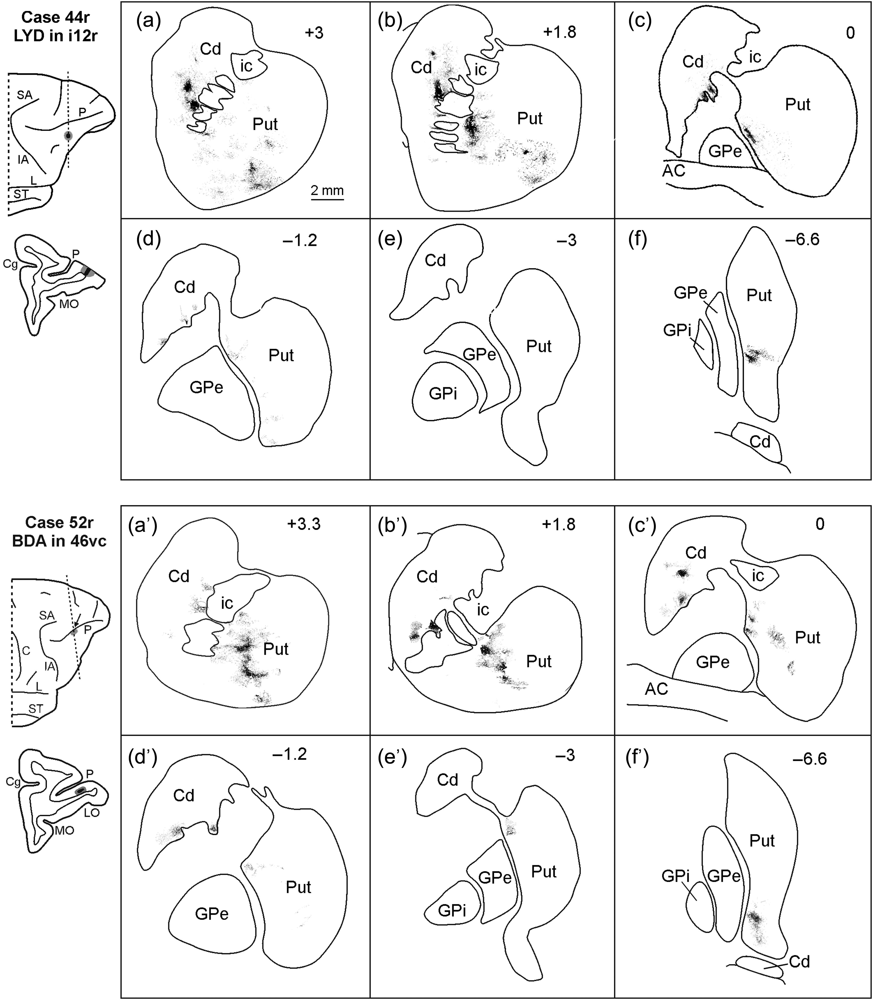 Case 44r
LYD in i12r
SA
P
IA
L
ST
P
Cg
MO
(a)
+3
Cd
ic
Put
2 mm
(b)
+1.8
Cd
ic
Put
(c)
0
Cd
ic
Put
GPe
AC
(d)
–1.2
Cd
Put
GPe
(e)
–3
Cd
Put
GPe
GPi
(f)
–6.6
GPe
Put
GPi
Cd
Case 52r
BDA in 46vc
SA
P
C
IA
L
ST
P
Cg
LO
MO
(a’)
+3.3
Cd
ic
Put
(b’)
+1.8
Cd
ic
Put
(c’)
0
Cd
ic
Put
GPe
AC
(d’)
–1.2
Cd
Put
GPe
(e’)
–3
Cd
Put
GPe
GPi
(f’)
–6.6
Put
GPi
GPe
Cd